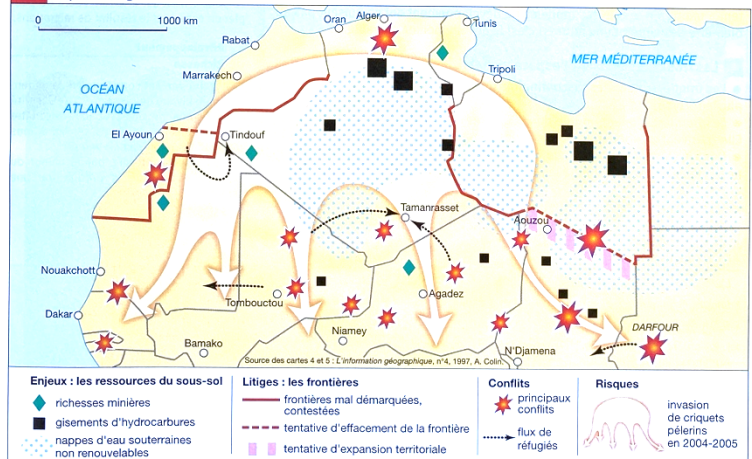 0 1000 km
Oran
Alger
Tunis
Rabat
MER MÉDITERRANÉE
Marrakech
Tripoli
OCÉAN
ATLANTIQUE
El Ayoun
Tindouf
Tamanrasset
Aouzou
Nouakchott
Tombouctou
Agadez
Dakar
Niamey
DARFOUR
Bamako
N'Djamena
Source des cartes 4 et 5 : L'information géographique, n°4, 1997, A. Colin.
Enjeux : les ressources du sous-sol
richesses minières
gisements d'hydrocarbures
nappes d'eau souterraines
non renouvelables
Litiges : les frontières
frontières mal démarquées,
contestées
tentative d'effacement de la frontière
tentative d'expansion territoriale
Conflits
principaux
conflits
flux de
réfugiés
Risques
invasion
de criquets
pélerins
en 2004-2005